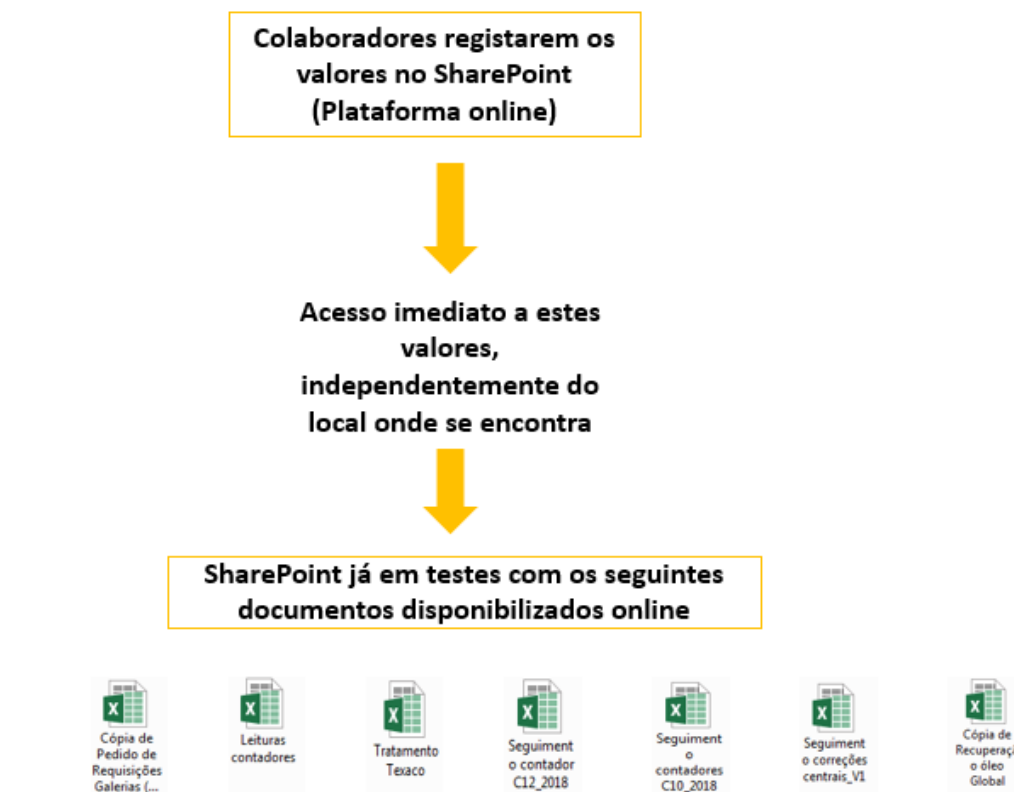 Colaboradores registarem os
valores no SharePoint
(Plataforma online)
Acesso imediato a estes
valores,
independentemente do
local onde se encontra
SharePoint já em testes com os seguintes
documentos disponibilizados online
Cópia de
Pedido de
Requisições
Galerias (...
Leituras
contadores
Tratamento
Texaco
Seguiment
o contador
C12_2018
Seguiment
o
contadores
C10_2018
Seguiment
o correções
centrais_V1
Cópia de
Recuperaçã
o óleo
Global